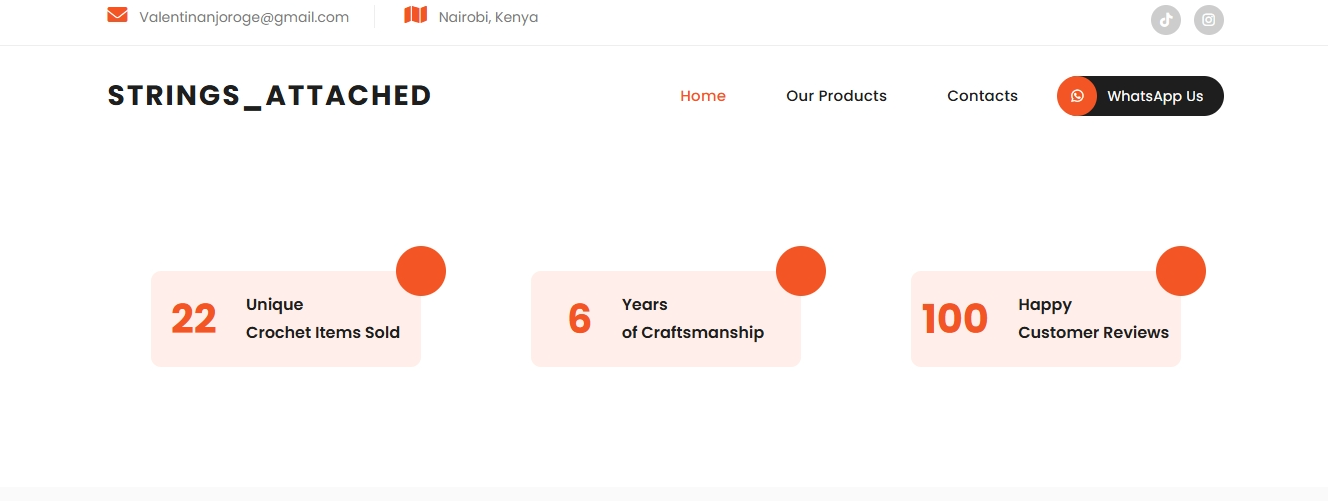 Valentinanjoroge@gmail.com
Nairobi, Kenya
STRINGS_ATTACHED
Home
Our Products
Contacts
WhatsApp Us
22
Unique
Crochet Items Sold
6
Years
of Craftsmanship
100
Happy
Customer Reviews